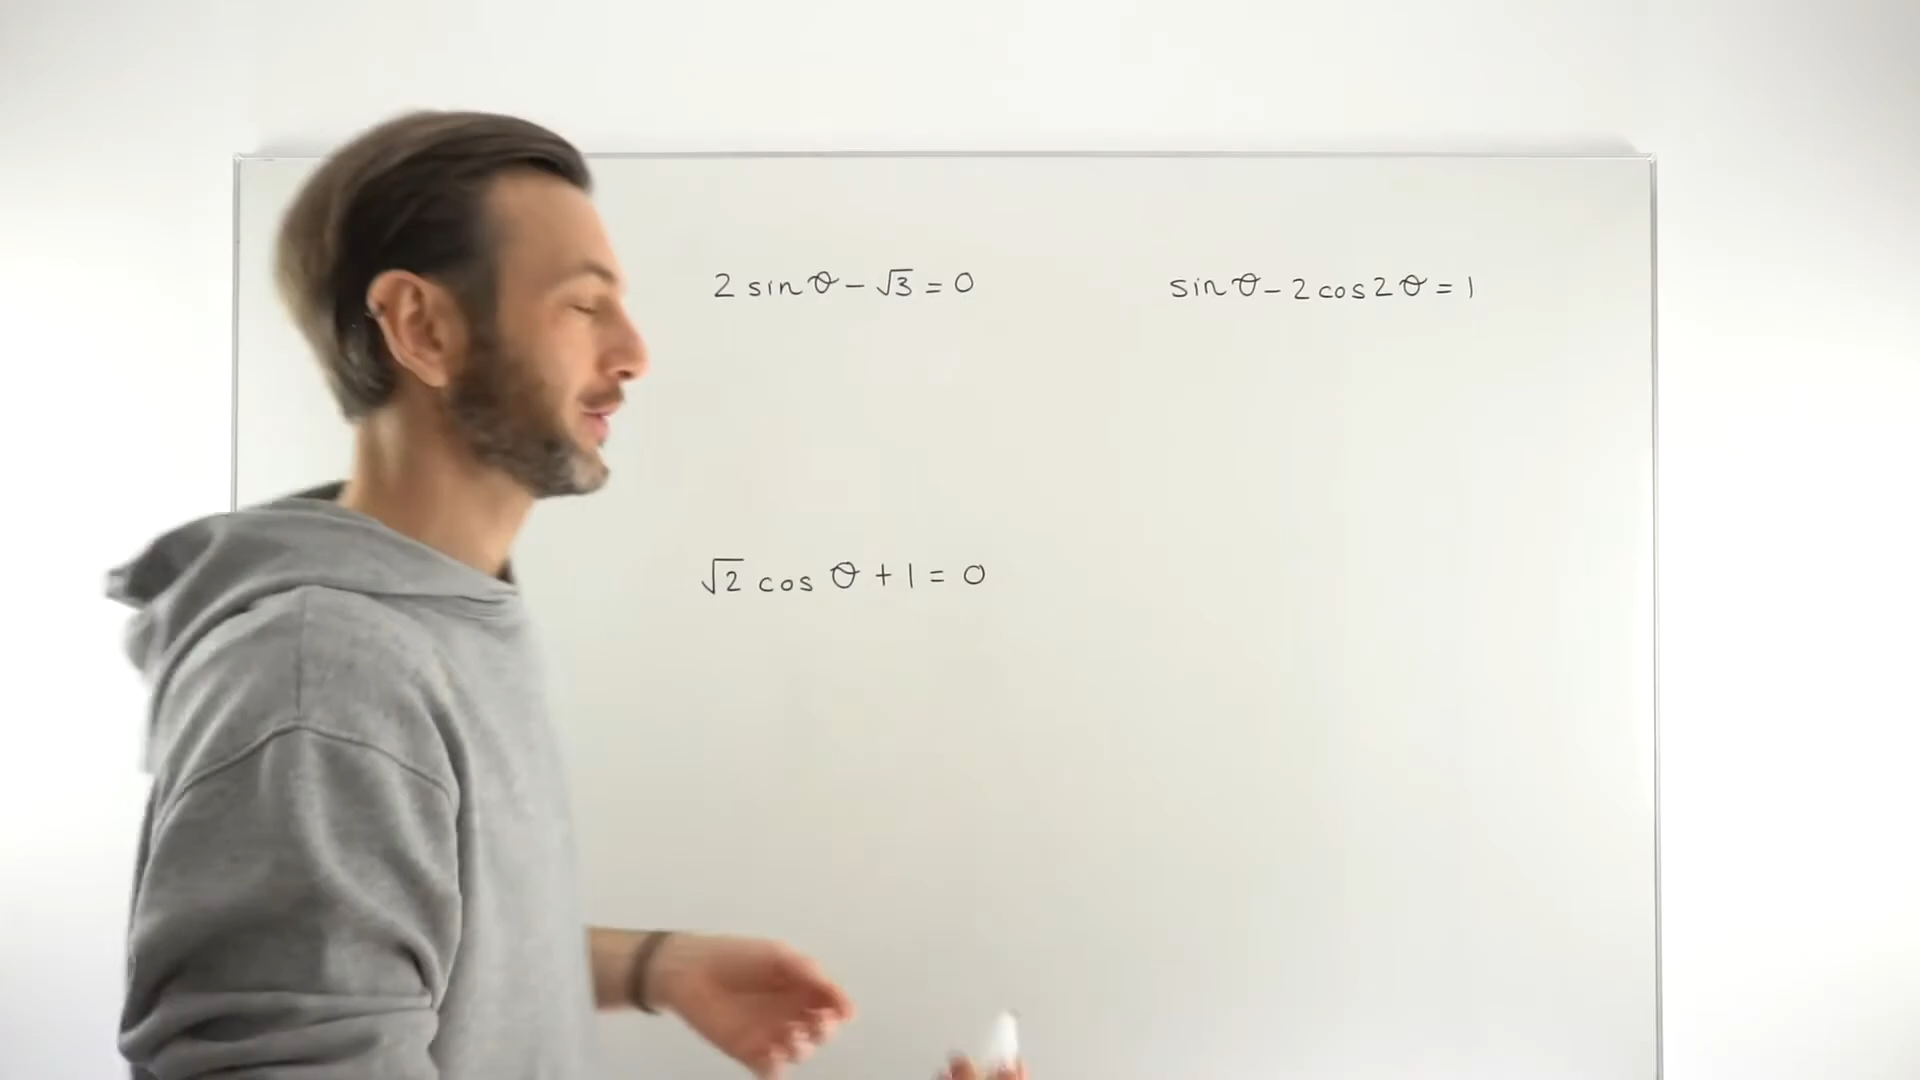 2 sin θ - √3 = 0
sin θ - 2 cos 2θ = 1
√2 cos θ + 1 = 0